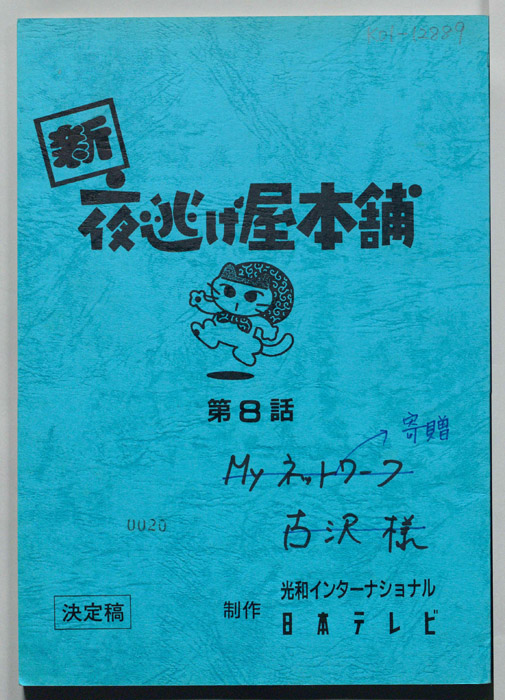 新
夜逃げ屋本舗
第8話
寄贈
Myネットワーク
古沢様
0020
決定稿
制作
光和インターナショナル
日本テレビ